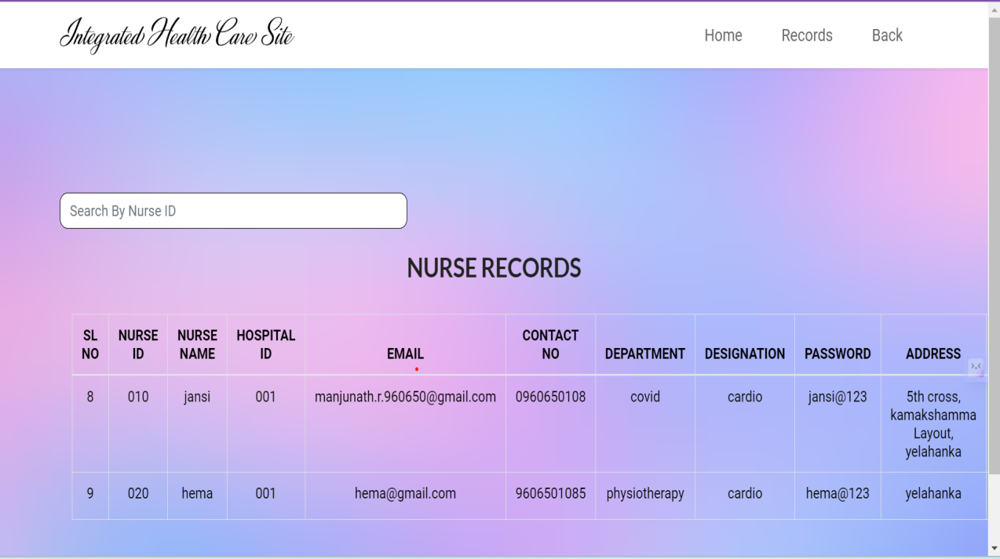 Integrated Health Care Site
Home Records Back
Search By Nurse ID
NURSE RECORDS
SL NO NURSE ID NURSE NAME HOSPITAL ID EMAIL CONTACT NO DEPARTMENT DESIGNATION PASSWORD ADDRESS
8 010 jansi 001 manjunath.r.960650@gmail.com 0960650108 covid cardio jansi@123 5th cross,
kamakshamma
Layout,
yelahanka
9 020 hema 001 hema@gmail.com 9606501085 physiotherapy cardio hema@123 yelahanka